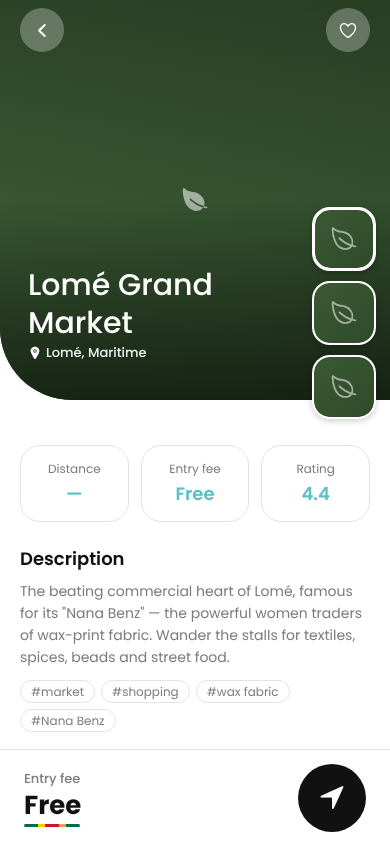 Lomé Grand
Market
Lomé, Maritime
Distance
—
Entry fee
Free
Rating
4.4
Description
The beating commercial heart of Lomé, famous
for its "Nana Benz" — the powerful women traders
of wax-print fabric. Wander the stalls for textiles,
spices, beads and street food.
#market
#shopping
#wax fabric
#Nana Benz
Entry fee
Free